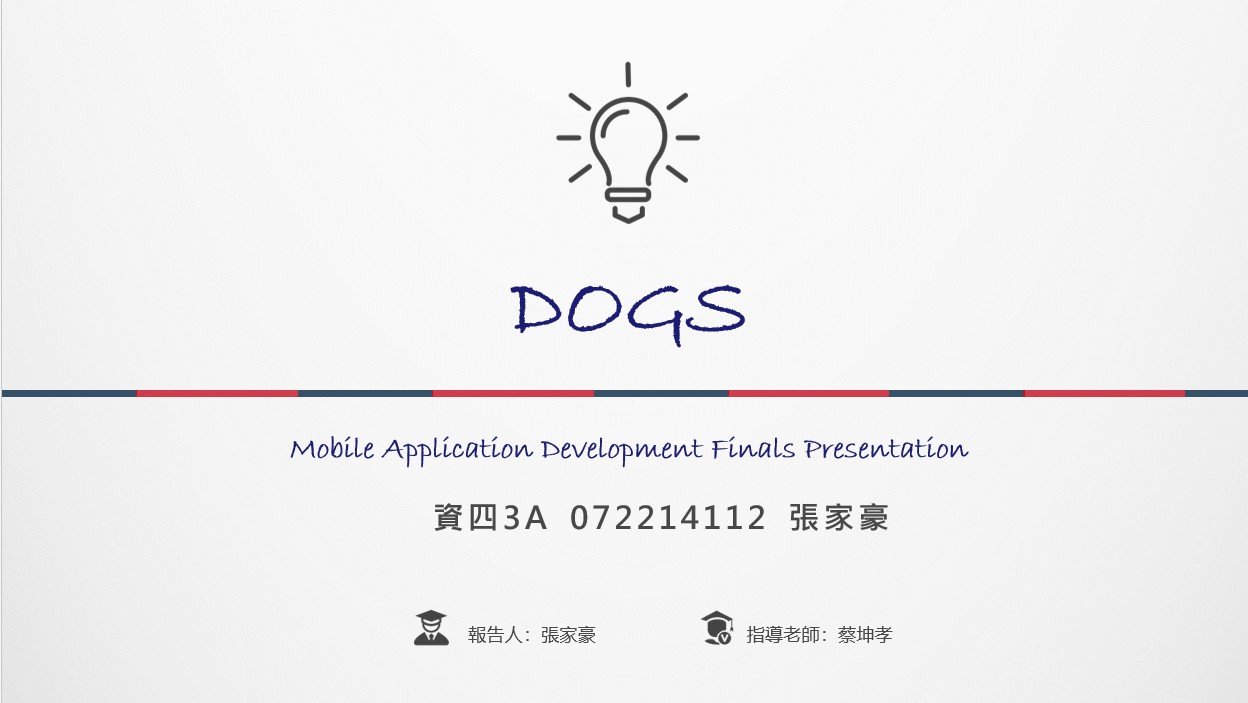 DOGS
Mobile Application Development Finals Presentation
資四3A 072214112 張家豪
報告人：張家豪
指導老師：蔡坤孝